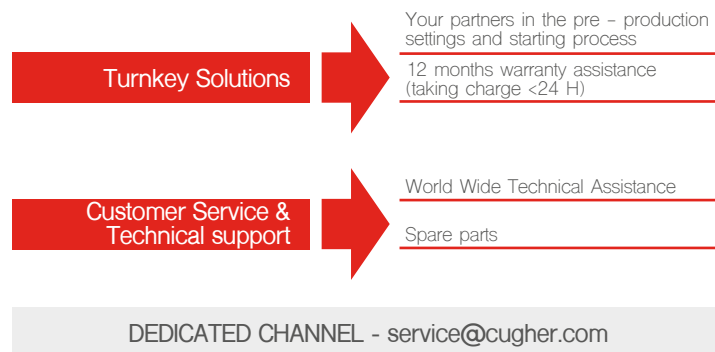 Turnkey Solutions
Your partners in the pre - production
settings and starting process
12 months warranty assistance
(taking charge <24 H)
Customer Service &
Technical support
World Wide Technical Assistance
Spare parts
DEDICATED CHANNEL - service@cugher.com